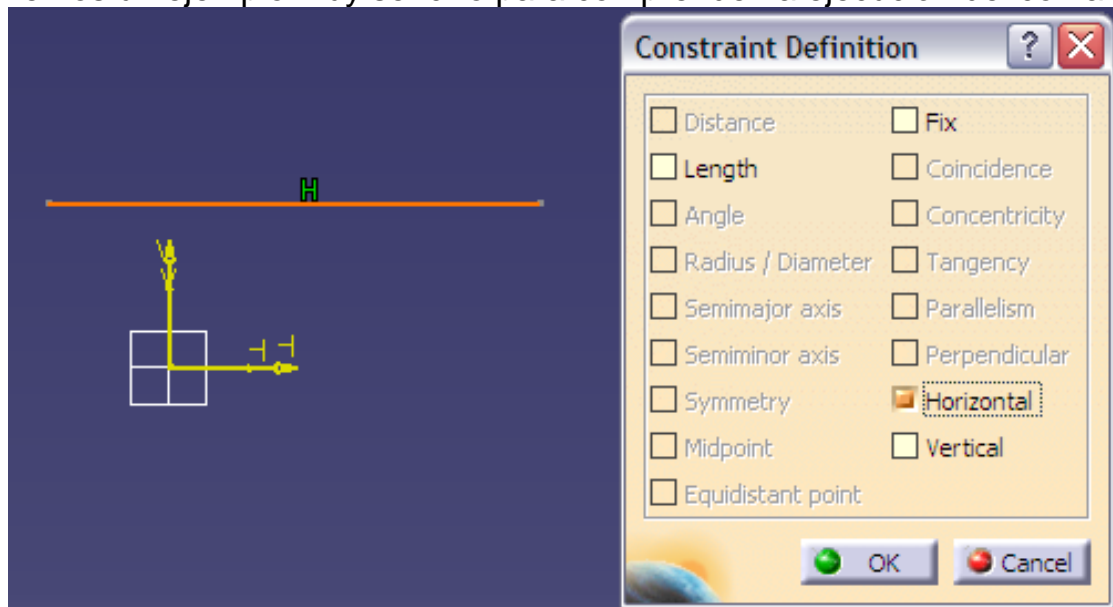 Constraint Definition
H
Distance
Fix
Length
Coincidence
Angle
Concentricity
Radius / Diameter
Tangency
Semimajor axis
Parallelism
Semiminor axis
Perpendicular
Symmetry
Horizontal
Midpoint
Vertical
Equidistant point
OK
Cancel